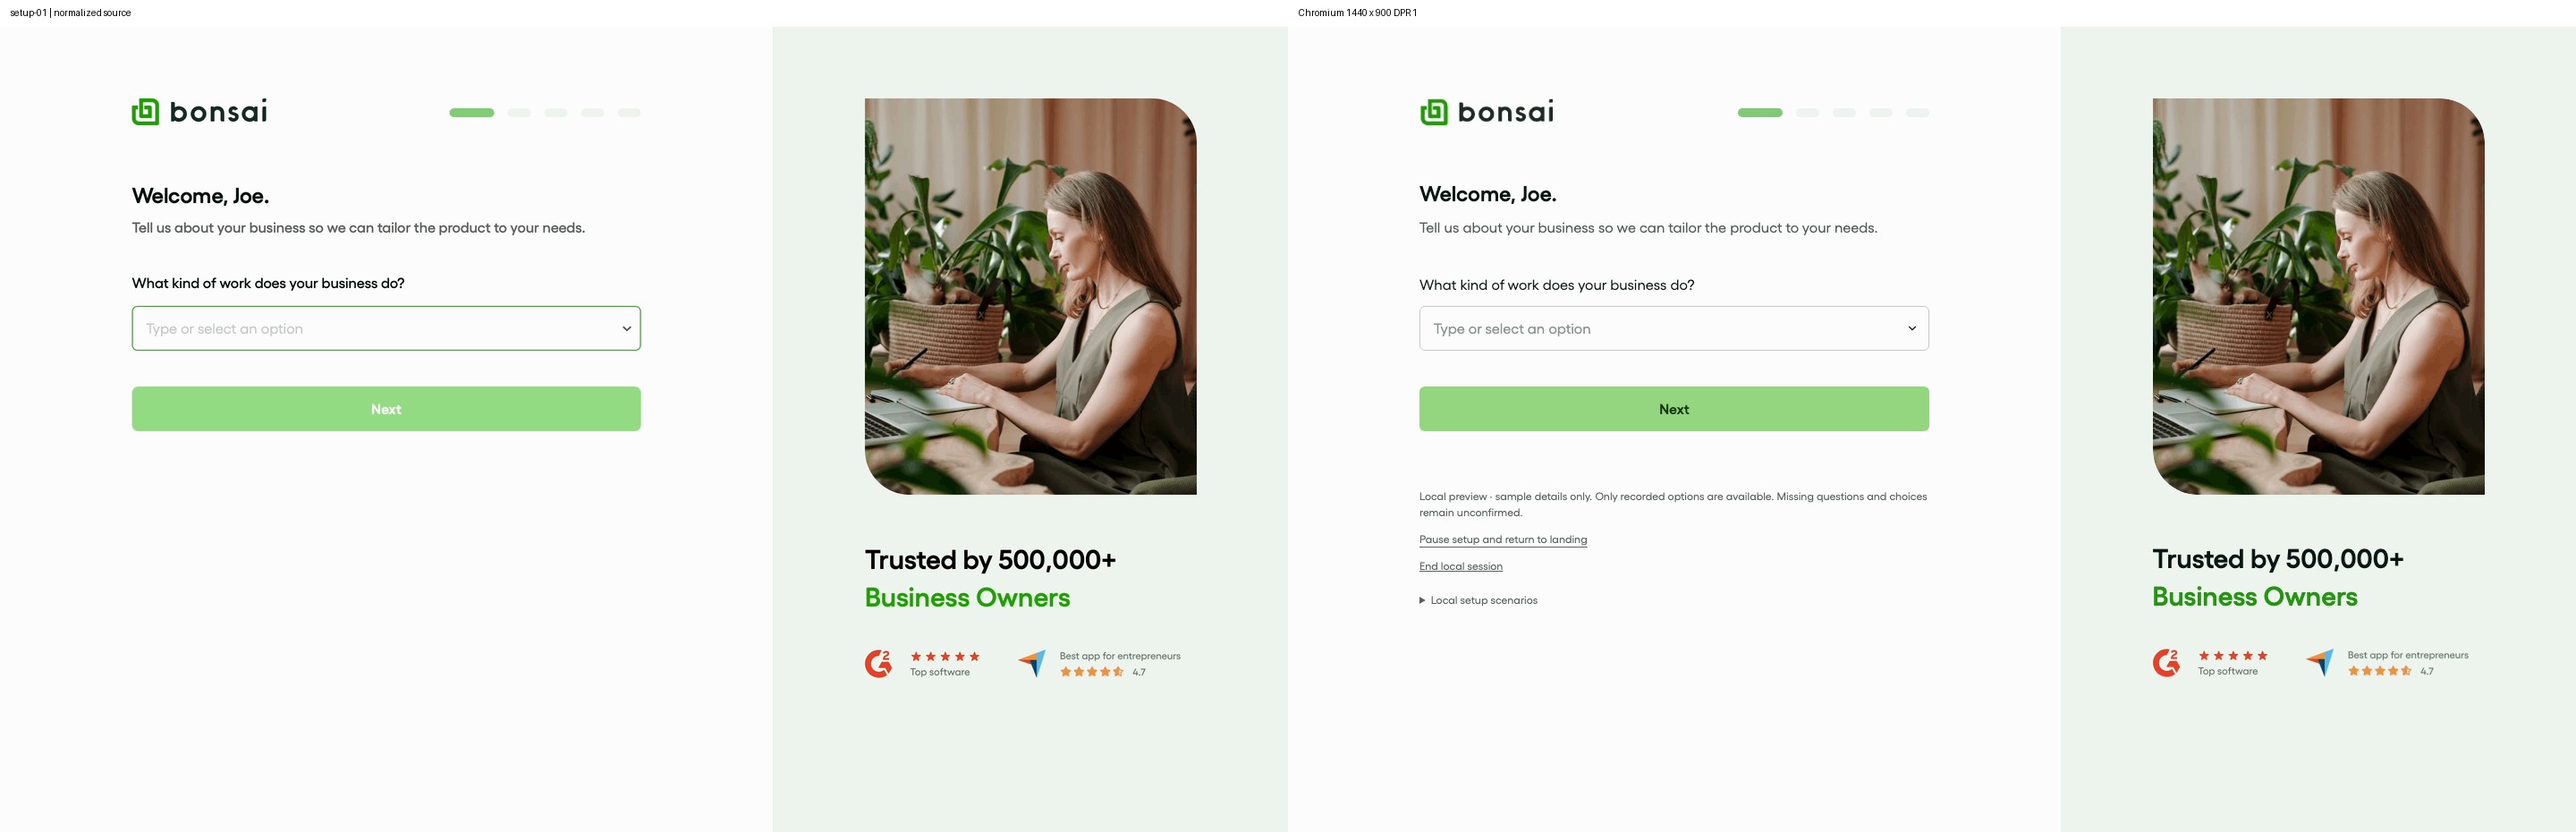 setup-01 | normalized source
bonsai
Welcome, Joe.
Tell us about your business so we can tailor the product to your needs.
What kind of work does your business do?
Type or select an option
Next
Trusted by 500,000+
Business Owners
G2
Top software
Best app for entrepreneurs
4.7
Chromium 1440 x 900 DPR 1
bonsai
Welcome, Joe.
Tell us about your business so we can tailor the product to your needs.
What kind of work does your business do?
Type or select an option
Next
Local preview · sample details only. Only recorded options are available. Missing questions and choices
remain unconfirmed.
Pause setup and return to landing
End local session
Local setup scenarios
Trusted by 500,000+
Business Owners
G2
Top software
Best app for entrepreneurs
4.7